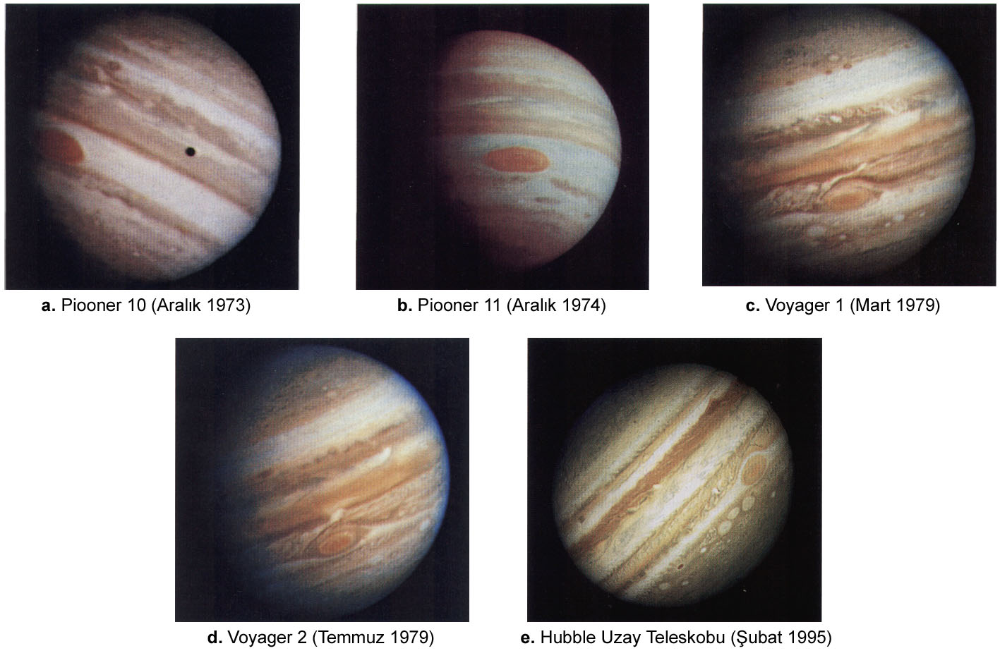 a. Piooner 10 (Aralık 1973)
b. Piooner 11 (Aralık 1974)
c. Voyager 1 (Mart 1979)
d. Voyager 2 (Temmuz 1979)
e. Hubble Uzay Teleskobu (Şubat 1995)